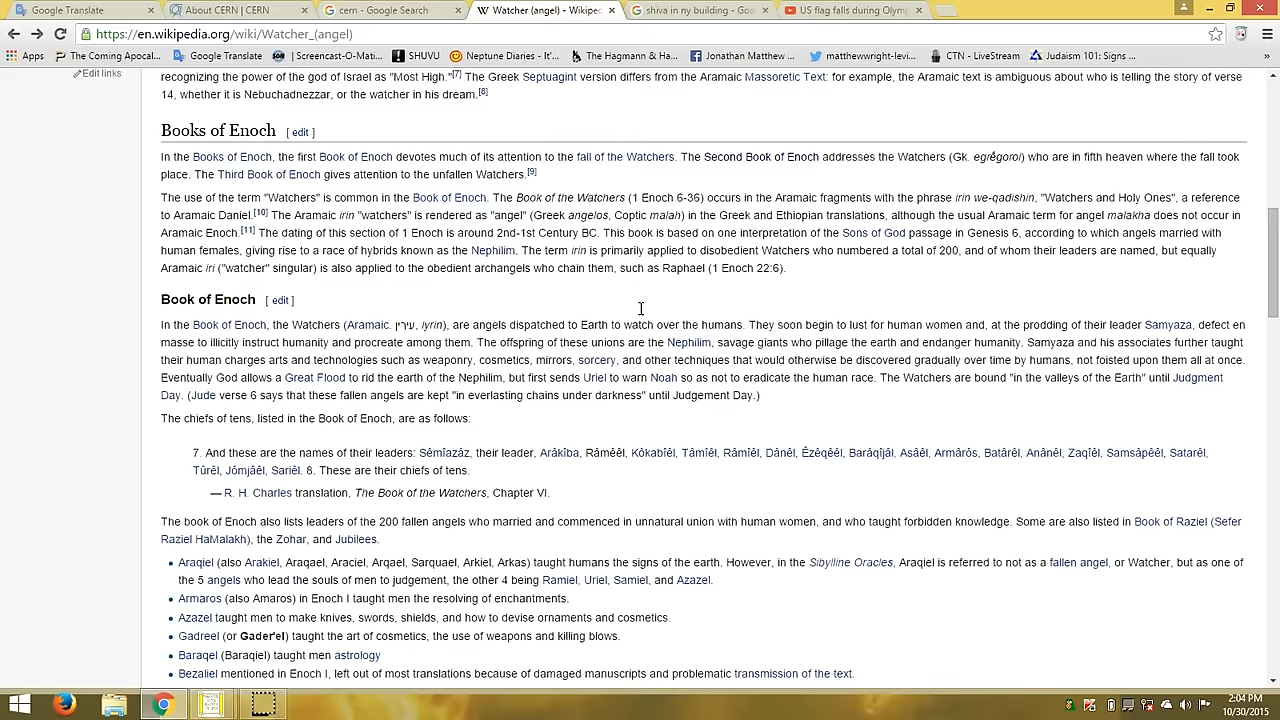 Google Translate
About CERN | CERN
cern - Google Search
Watcher (angel) - Wikipe
shiva in ny building - Goo
US flag falls during Olymp
https://en.wikipedia.org/wiki/Watcher_(angel)
Apps
The Coming Apocal...
Google Translate
| Screencast-O-Mati...
SHUVU
Neptune Diaries - It'...
The Hagmann & Ha...
Jonathan Matthew ...
matthewwright-levi...
CTN - LiveStream
Judaism 101: Signs ...
»
Edit links
recognizing the power of the god of Israel as "Most High."[7] The Greek Septuagint version differs from the Aramaic Massoretic Text: for example, the Aramaic text is ambiguous about who is telling the story of verse
14, whether it is Nebuchadnezzar, or the watcher in his dream.[8]
Books of Enoch [ edit ]
In the Books of Enoch, the first Book of Enoch devotes much of its attention to the fall of the Watchers. The Second Book of Enoch addresses the Watchers (Gk. egrḗgoroi) who are in fifth heaven where the fall took
place. The Third Book of Enoch gives attention to the unfallen Watchers.[9]
The use of the term "Watchers" is common in the Book of Enoch. The Book of the Watchers (1 Enoch 6-36) occurs in the Aramaic fragments with the phrase irin we-qadishin, "Watchers and Holy Ones", a reference
to Aramaic Daniel.[10] The Aramaic irin "watchers" is rendered as "angel" (Greek angelos, Coptic malah) in the Greek and Ethiopian translations, although the usual Aramaic term for angel malakha does not occur in
Aramaic Enoch.[11] The dating of this section of 1 Enoch is around 2nd-1st Century BC. This book is based on one interpretation of the Sons of God passage in Genesis 6, according to which angels married with
human females, giving rise to a race of hybrids known as the Nephilim. The term irin is primarily applied to disobedient Watchers who numbered a total of 200, and of whom their leaders are named, but equally
Aramaic iri ("watcher" singular) is also applied to the obedient archangels who chain them, such as Raphael (1 Enoch 22:6).
Book of Enoch [ edit ]
In the Book of Enoch, the Watchers (Aramaic. עירין, iyrin), are angels dispatched to Earth to watch over the humans. They soon begin to lust for human women and, at the prodding of their leader Samyaza, defect en
masse to illicitly instruct humanity and procreate among them. The offspring of these unions are the Nephilim, savage giants who pillage the earth and endanger humanity. Samyaza and his associates further taught
their human charges arts and technologies such as weaponry, cosmetics, mirrors, sorcery, and other techniques that would otherwise be discovered gradually over time by humans, not foisted upon them all at once.
Eventually God allows a Great Flood to rid the earth of the Nephilim, but first sends Uriel to warn Noah so as not to eradicate the human race. The Watchers are bound "in the valleys of the Earth" until Judgment
Day. (Jude verse 6 says that these fallen angels are kept "in everlasting chains under darkness" until Judgement Day.)
The chiefs of tens, listed in the Book of Enoch, are as follows:
7. And these are the names of their leaders: Sêmîazâz, their leader, Arâkîba, Râmêêl, Kôkabîêl, Tâmîêl, Râmîêl, Dânêl, Êzêqêêl, Barâqîjâl, Asâêl, Armârôs, Batârêl, Anânêl, Zaqîêl, Samsâpêêl, Satarêl,
Tûrêl, Jômjâêl, Sariêl. 8. These are their chiefs of tens.
— R. H. Charles translation, The Book of the Watchers, Chapter VI.
The book of Enoch also lists leaders of the 200 fallen angels who married and commenced in unnatural union with human women, and who taught forbidden knowledge. Some are also listed in Book of Raziel (Sefer
Raziel HaMalakh), the Zohar, and Jubilees.
• Araqiel (also Arakiel, Araqael, Araciel, Arqael, Sarquael, Arkiel, Arkas) taught humans the signs of the earth. However, in the Sibylline Oracles, Araqiel is referred to not as a fallen angel, or Watcher, but as one of
the 5 angels who lead the souls of men to judgement, the other 4 being Ramiel, Uriel, Samiel, and Azazel.
• Armaros (also Amaros) in Enoch I taught men the resolving of enchantments.
• Azazel taught men to make knives, swords, shields, and how to devise ornaments and cosmetics.
• Gadreel (or Gader'el) taught the art of cosmetics, the use of weapons and killing blows.
• Baraqel (Baraqiel) taught men astrology
• Bezaliel mentioned in Enoch I, left out of most translations because of damaged manuscripts and problematic transmission of the text.
2:04 PM
10/30/2015